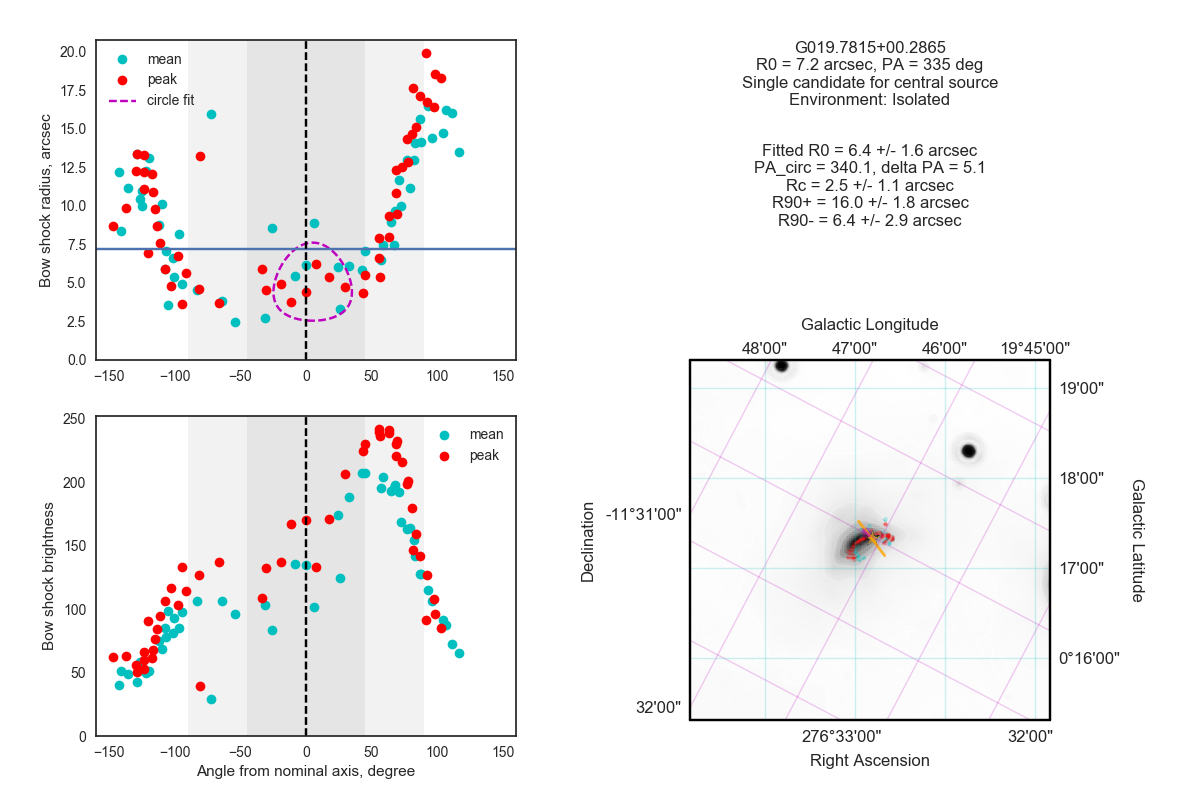 20.0
17.5
15.0
12.5
10.0
7.5
5.0
2.5
0.0
Bow shock radius, arcsec
mean
peak
circle fit
−150 −100 −50 0 50 100 150
250
200
150
100
50
0
Bow shock brightness
mean
peak
−150 −100 −50 0 50 100 150
Angle from nominal axis, degree
G019.7815+00.2865
R0 = 7.2 arcsec, PA = 335 deg
Single candidate for central source
Environment: Isolated
Fitted R0 = 6.4 +/- 1.6 arcsec
PA_circ = 340.1, delta PA = 5.1
Rc = 2.5 +/- 1.1 arcsec
R90+ = 16.0 +/- 1.8 arcsec
R90- = 6.4 +/- 2.9 arcsec
Galactic Longitude
48'00" 47'00" 46'00" 19°45'00"
19'00"
18'00"
17'00"
0°16'00"
Galactic Latitude
-11°31'00"
32'00"
Declination
276°33'00" 32'00"
Right Ascension